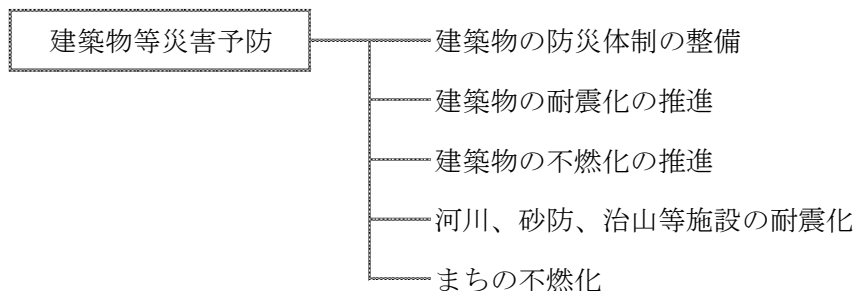 建築物等災害予防
建築物の防災体制の整備
建築物の耐震化の推進
建築物の不燃化の推進
河川、砂防、治山等施設の耐震化
まちの不燃化